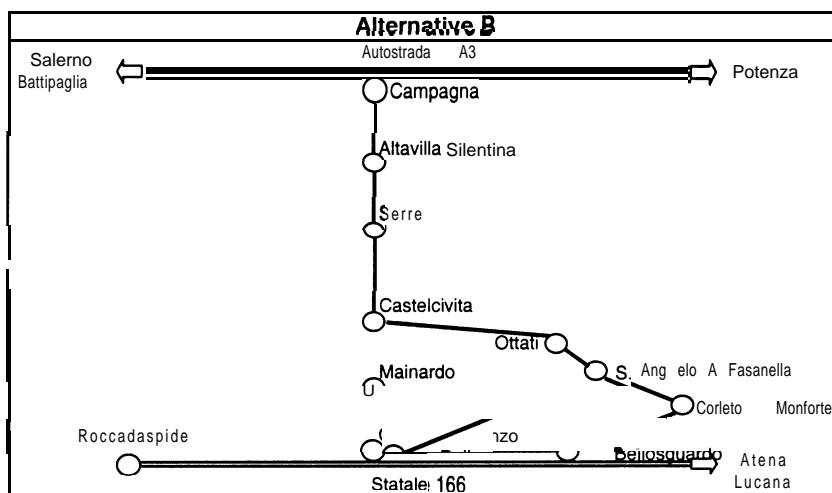 Alternative B
Autostrada A3
Salerno
Battipaglia
Potenza
Campagna
Altavilla Silentina
Serre
Castelcivita
Ottati
S. Ang elo A Fasanella
Mainardo
Corleto Monforte
Roccadaspide
Bellosguardo
Atena
Lucana
Statale 166